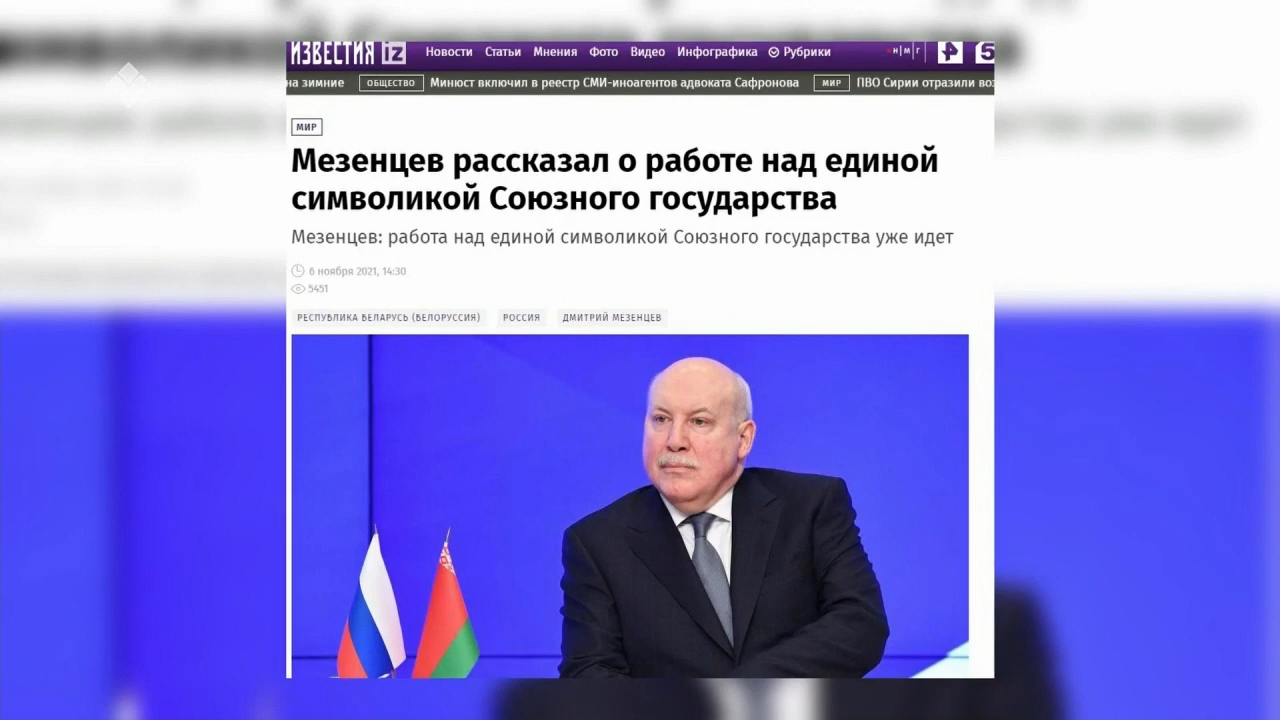 ИЗВЕСТИЯ iz Новости Статьи Мнения Фото Видео Инфографика Рубрики н|м|г 5
на зимние ОБЩЕСТВО Минюст включил в реестр СМИ-иноагентов адвоката Сафронова МИР ПВО Сирии отразили воз
МИР
Мезенцев рассказал о работе над единой
символикой Союзного государства
Мезенцев: работа над единой символикой Союзного государства уже идет
6 ноября 2021, 14:30
5451
РЕСПУБЛИКА БЕЛАРУСЬ (БЕЛОРУССИЯ) РОССИЯ ДМИТРИЙ МЕЗЕНЦЕВ